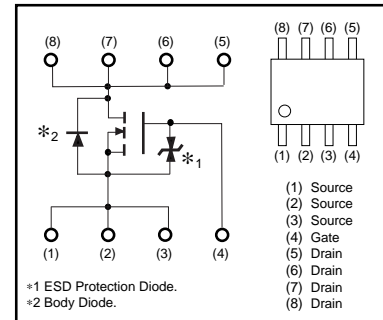 (8) (7) (6) (5)
(8) (7) (6) (5)
*2
*1
(1) (2) (3) (4)
(1) (2) (3) (4)
(1) Source
(2) Source
(3) Source
(4) Gate
(5) Drain
(6) Drain
(7) Drain
(8) Drain
*1 ESD Protection Diode.
*2 Body Diode.